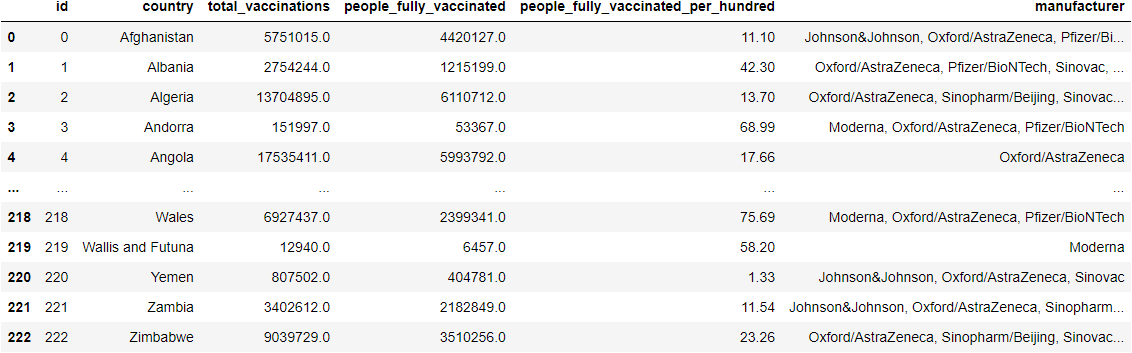 id country total_vaccinations people_fully_vaccinated people_fully_vaccinated_per_hundred manufacturer
0 0 Afghanistan 5751015.0 4420127.0 11.10 Johnson&Johnson, Oxford/AstraZeneca, Pfizer/Bi...
1 1 Albania 2754244.0 1215199.0 42.30 Oxford/AstraZeneca, Pfizer/BioNTech, Sinovac, ...
2 2 Algeria 13704895.0 6110712.0 13.70 Oxford/AstraZeneca, Sinopharm/Beijing, Sinovac...
3 3 Andorra 151997.0 53367.0 68.99 Moderna, Oxford/AstraZeneca, Pfizer/BioNTech
4 4 Angola 17535411.0 5993792.0 17.66 Oxford/AstraZeneca
... ... ... ... ... ... ...
218 218 Wales 6927437.0 2399341.0 75.69 Moderna, Oxford/AstraZeneca, Pfizer/BioNTech
219 219 Wallis and Futuna 12940.0 6457.0 58.20 Moderna
220 220 Yemen 807502.0 404781.0 1.33 Johnson&Johnson, Oxford/AstraZeneca, Sinovac
221 221 Zambia 3402612.0 2182849.0 11.54 Johnson&Johnson, Oxford/AstraZeneca, Sinopharm...
222 222 Zimbabwe 9039729.0 3510256.0 23.26 Oxford/AstraZeneca, Sinopharm/Beijing, Sinovac...